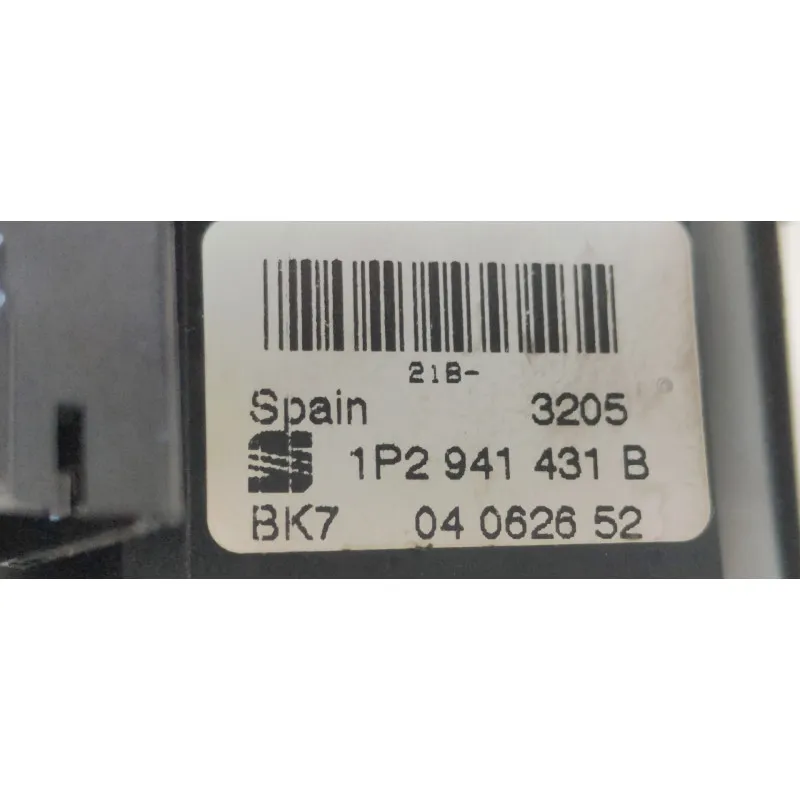 21B-
Spain 3205
1P2 941 431 B
BK7 04 0626 52